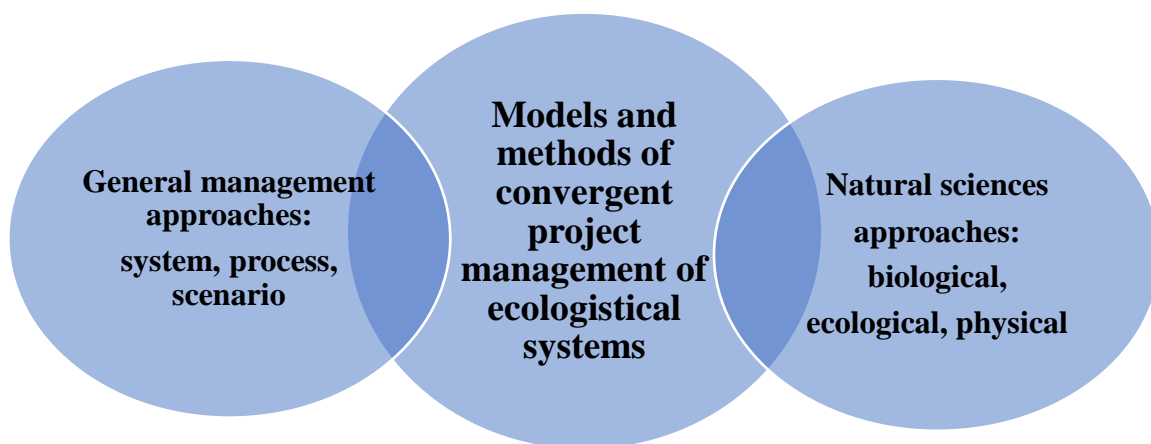 General management
approaches:
system, process,
scenario
Models and
methods of
convergent
project
management of
ecologistical
systems
Natural sciences
approaches:
biological,
ecological, physical